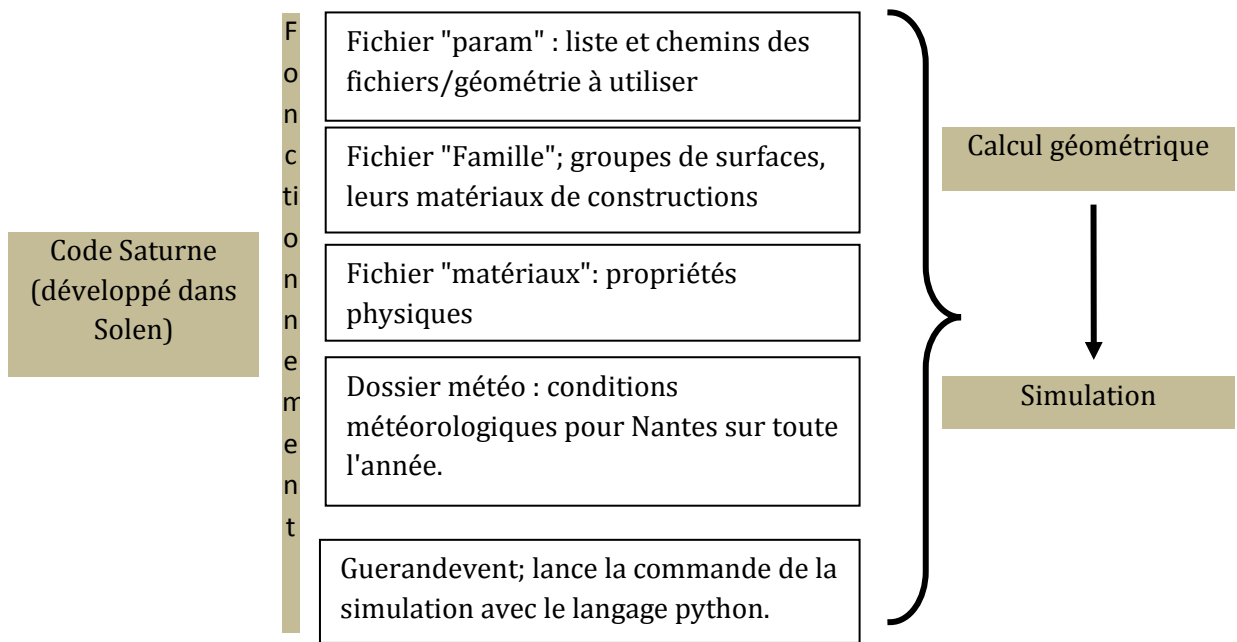 Code Saturne
(développé dans
Solen)
F
o
n
c
ti
o
n
n
e
m
e
n
t
Fichier "param" : liste et chemins des
fichiers/géométrie à utiliser
Fichier "Famille"; groupes de surfaces,
leurs matériaux de constructions
Fichier "matériaux": propriétés
physiques
Dossier météo : conditions
météorologiques pour Nantes sur toute
l'année.
Guerandevent; lance la commande de la
simulation avec le langage python.
Calcul géométrique
Simulation